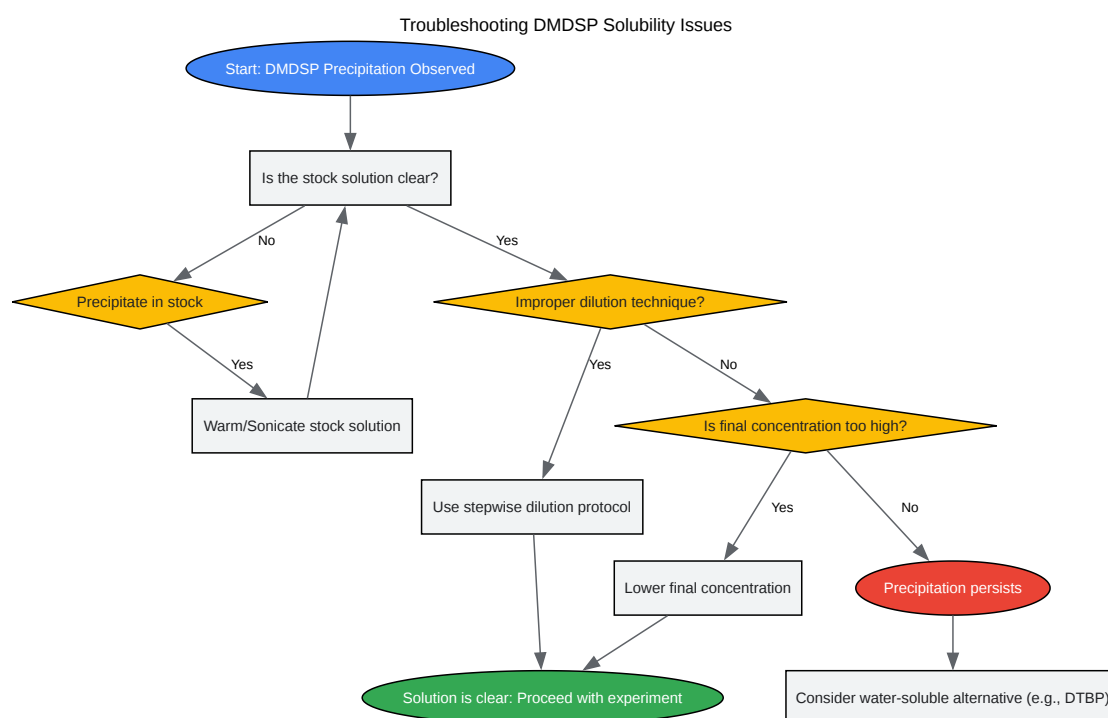 Troubleshooting DMDSP Solubility Issues
Start: DMDSP Precipitation Observed
Is the stock solution clear?
No
Yes
Precipitate in stock
Improper dilution technique?
Yes
Yes
No
Warm/Sonicate stock solution
Is final concentration too high?
Use stepwise dilution protocol
Yes
No
Lower final concentration
Precipitation persists
Solution is clear: Proceed with experiment
Consider water-soluble alternative (e.g., DTBP)